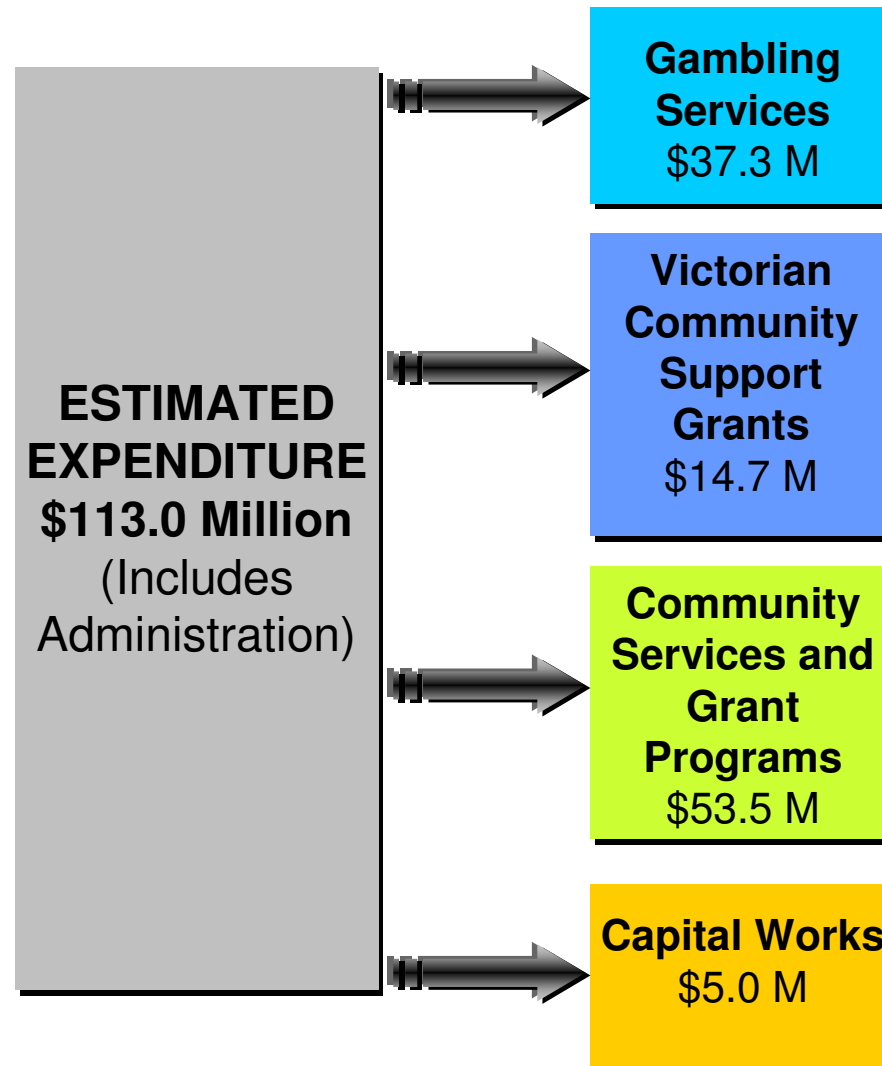 ESTIMATED
EXPENDITURE
$113.0 Million
(Includes
Administration)
Gambling
Services
$37.3 M
Victorian
Community
Support
Grants
$14.7 M
Community
Services and
Grant
Programs
$53.5 M
Capital Works
$5.0 M